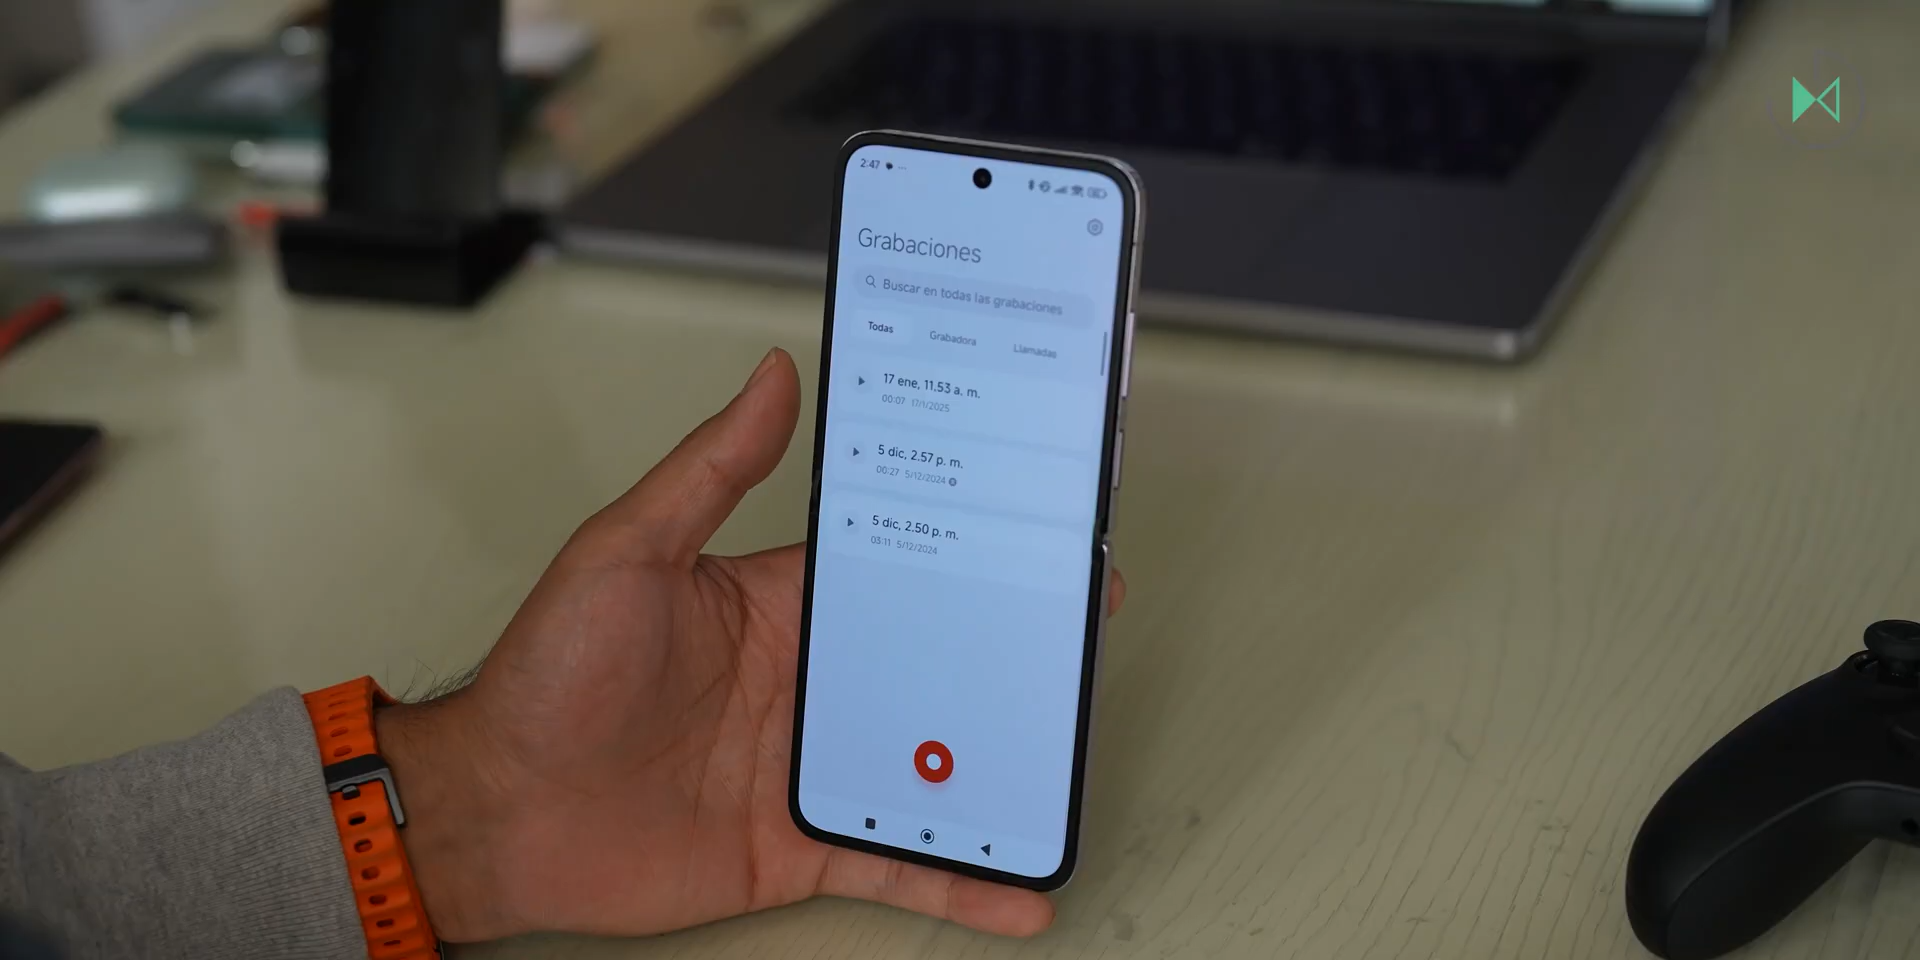 2:47
Grabaciones
Buscar en todas las grabaciones
Todas Grabadora Llamadas
17 ene, 11.53 a. m.
00:07 17/1/2025
5 dic, 2.57 p. m.
00:27 5/12/2024
5 dic, 2.50 p. m.
03:11 5/12/2024